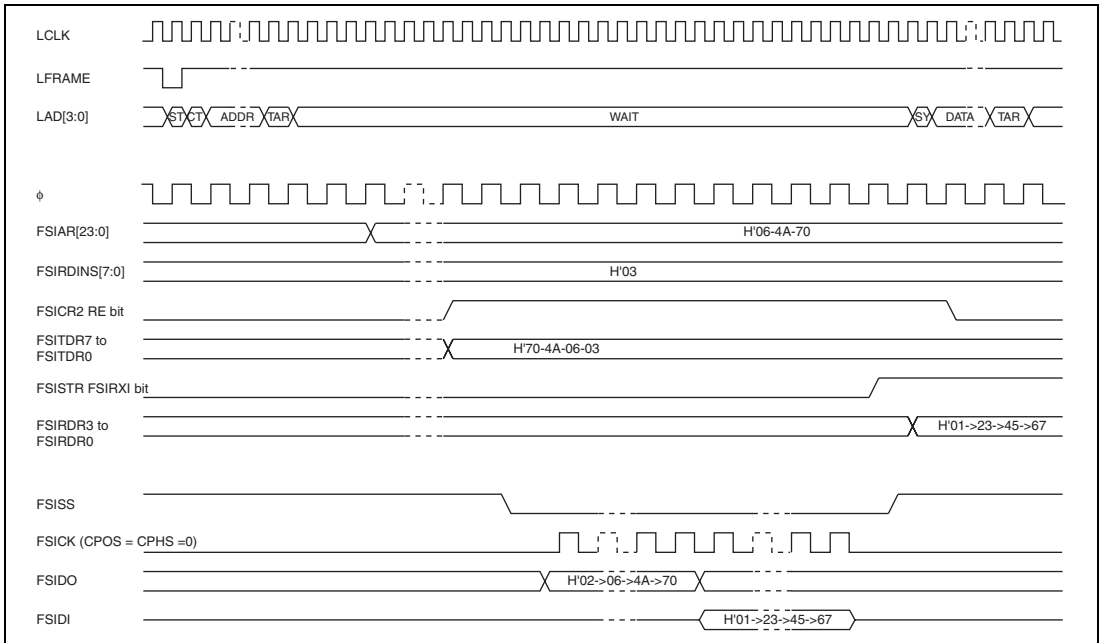 LCLK
LFRAME
LAD[3:0]
ST CT ADDR TAR WAIT SY DATA TAR
φ
FSIAR[23:0]
H'06-4A-70
FSIRDINS[7:0]
H'03
FSICR2 RE bit
FSITDR7 to
FSITDR0
H'70-4A-06-03
FSISTR FSIRXI bit
FSIRDR3 to
FSIRDR0
H'01->23->45->67
FSISS
FSICK (CPOS = CPHS =0)
FSIDO
H'02->06->4A->70
FSIDI
H'01->23->45->67